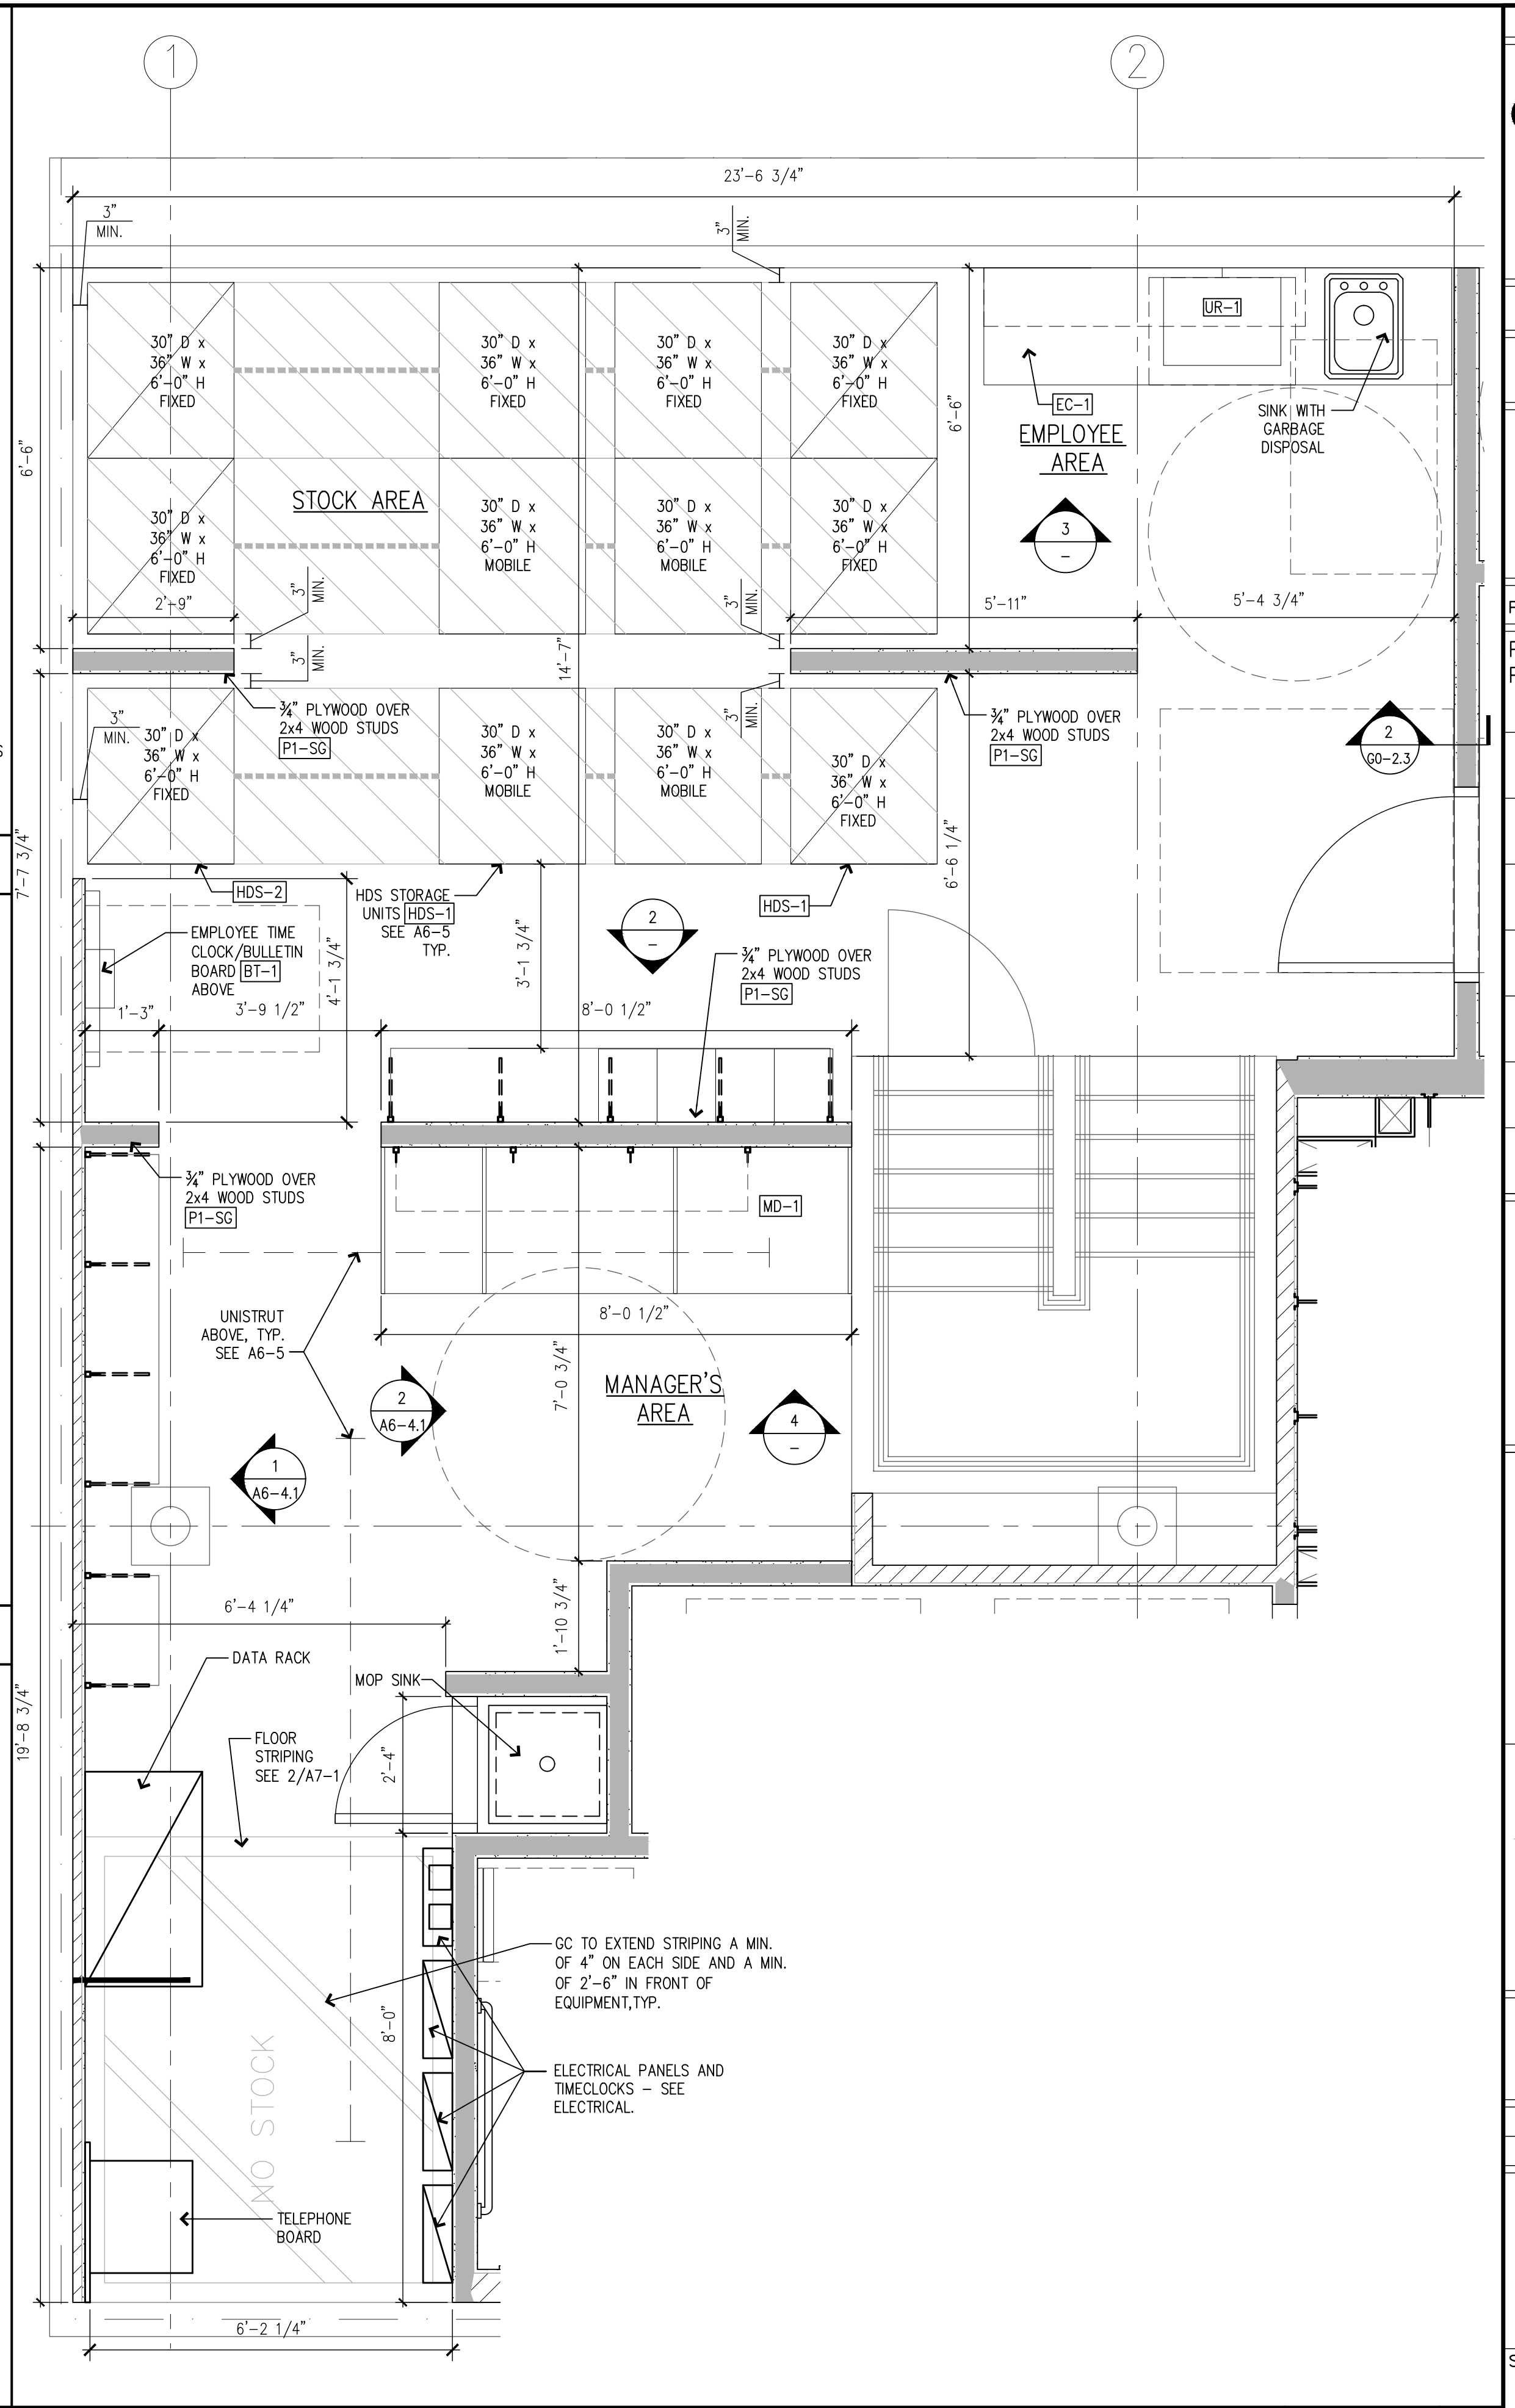 1
2
23'-6 3/4"
3"
MIN.
3"
MIN.
30" D x
36" W x
6'-0" H
FIXED
30" D x
36" W x
6'-0" H
FIXED
30" D x
36" W x
6'-0" H
FIXED
30" D x
36" W x
6'-0" H
FIXED
UR-1
EC-1
EMPLOYEE
AREA
SINK WITH
GARBAGE
DISPOSAL
6'-6"
6'-6"
STOCK AREA
30" D x
36" W x
6'-0" H
FIXED
30" D x
36" W x
6'-0" H
MOBILE
30" D x
36" W x
6'-0" H
MOBILE
30" D x
36" W x
6'-0" H
FIXED
3
-
2'-9"
3"
MIN.
3"
MIN.
5'-11"
5'-4 3/4"
3"
MIN.
14'-7"
3"
MIN.
3"
MIN.
3/4" PLYWOOD OVER
2x4 WOOD STUDS
P1-SG
3/4" PLYWOOD OVER
2x4 WOOD STUDS
P1-SG
2
G0-2.3
30" D x
36" W x
6'-0" H
FIXED
30" D x
36" W x
6'-0" H
MOBILE
30" D x
36" W x
6'-0" H
MOBILE
30" D x
36" W x
6'-0" H
FIXED
7'-7 3/4"
6'-6 1/4"
HDS-2
HDS STORAGE
UNITS HDS-1
SEE A6-5
TYP.
HDS-1
2
-
EMPLOYEE TIME
CLOCK/BULLETIN
BOARD BT-1
ABOVE
4'-1 3/4"
3'-1 3/4"
3/4" PLYWOOD OVER
2x4 WOOD STUDS
P1-SG
1'-3"
3'-9 1/2"
8'-0 1/2"
3/4" PLYWOOD OVER
2x4 WOOD STUDS
P1-SG
MD-1
UNISTRUT
ABOVE, TYP.
SEE A6-5
8'-0 1/2"
7'-0 3/4"
MANAGER'S
AREA
2
A6-4.1
4
-
1
A6-4.1
6'-4 1/4"
1'-10 3/4"
DATA RACK
MOP SINK
19'-8 3/4"
FLOOR
STRIPING
SEE 2/A7-1
2'-4"
GC TO EXTEND STRIPING A MIN.
OF 4" ON EACH SIDE AND A MIN.
OF 2'-6" IN FRONT OF
EQUIPMENT,TYP.
8'-0"
NO STOCK
ELECTRICAL PANELS AND
TIMECLOCKS - SEE
ELECTRICAL.
TELEPHONE
BOARD
6'-2 1/4"